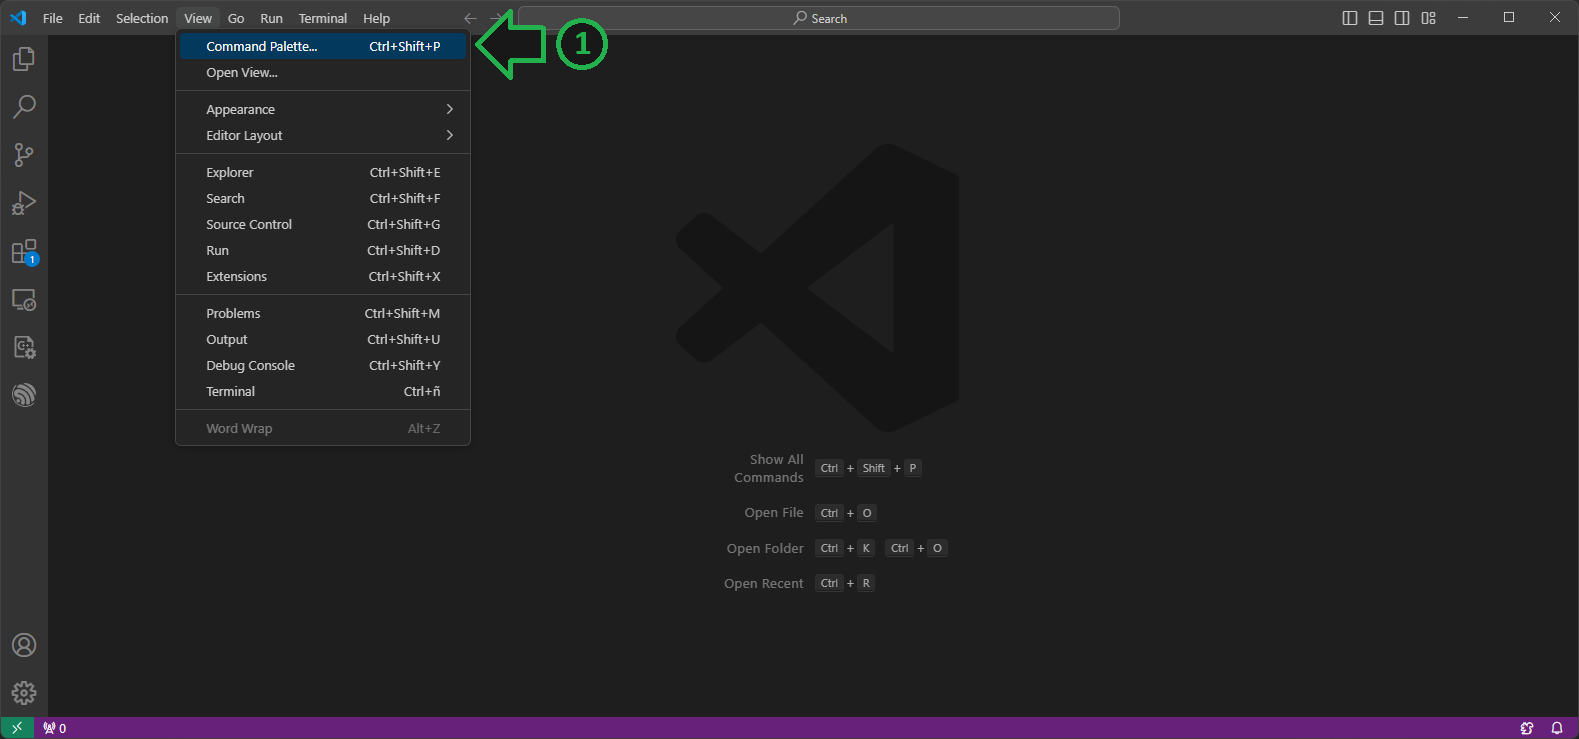 File Edit Selection View Go Run Terminal Help
Search
Command Palette... Ctrl+Shift+P
1
Open View...
Appearance
Editor Layout
Explorer Ctrl+Shift+E
Search Ctrl+Shift+F
Source Control Ctrl+Shift+G
Run Ctrl+Shift+D
Extensions Ctrl+Shift+X
1
Problems Ctrl+Shift+M
Output Ctrl+Shift+U
Debug Console Ctrl+Shift+Y
Terminal Ctrl+ñ
Word Wrap Alt+Z
Show All
Commands Ctrl + Shift + P
Open File Ctrl + O
Open Folder Ctrl + K Ctrl + O
Open Recent Ctrl + R
0